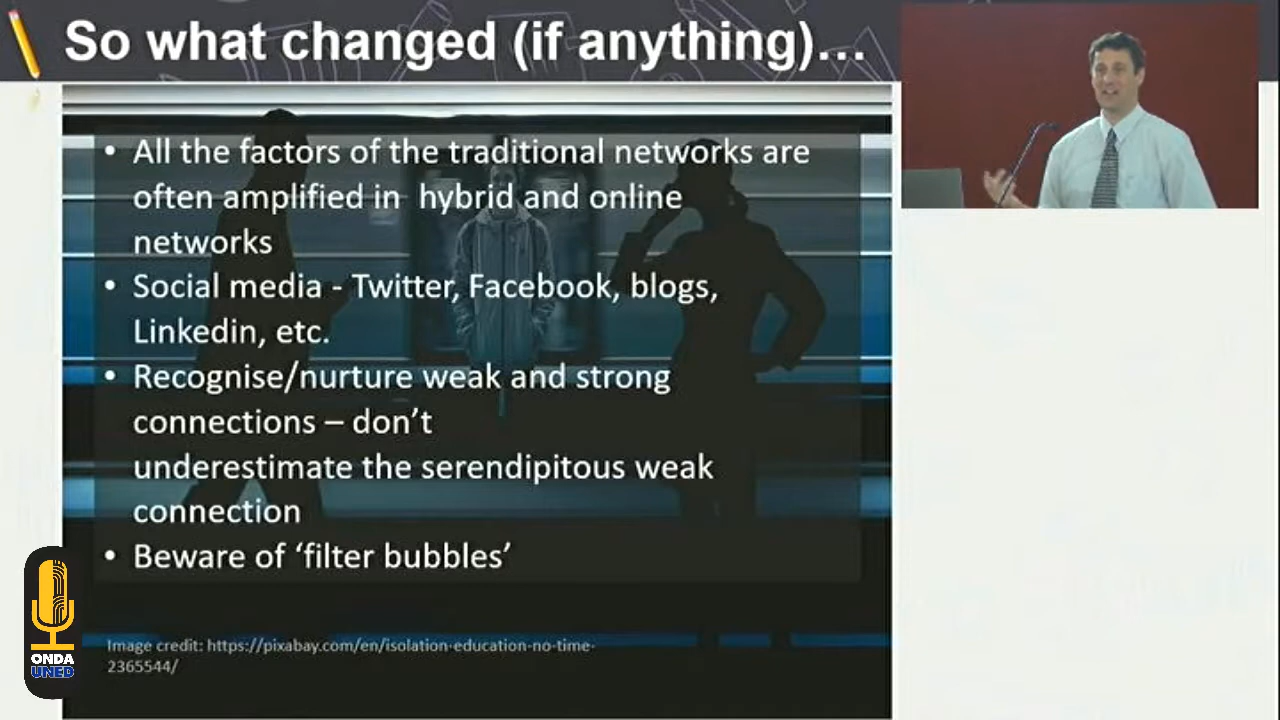 So what changed (if anything)…
• All the factors of the traditional networks are
often amplified in hybrid and online
networks
• Social media - Twitter, Facebook, blogs,
Linkedin, etc.
• Recognise/nurture weak and strong
connections – don’t
underestimate the serendipitous weak
connection
• Beware of ‘filter bubbles’
Image credit: https://pixabay.com/en/isolation-education-no-time-
2365544/
ONDA
UNED